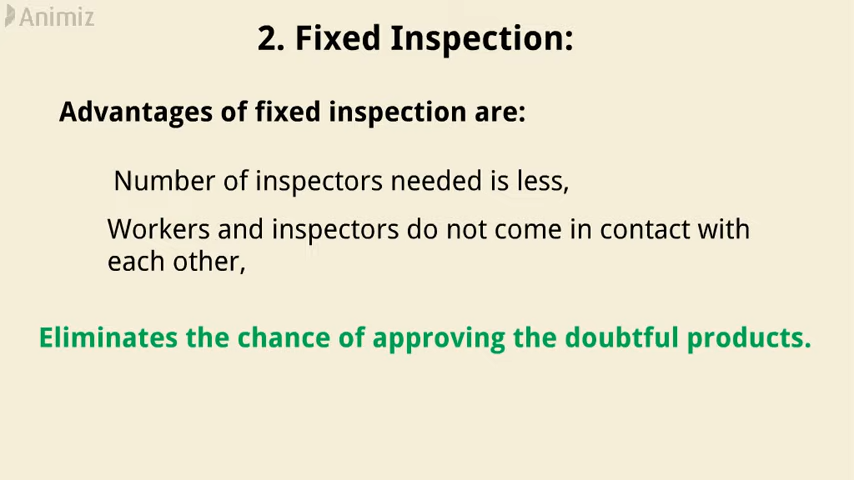 Animiz
2. Fixed Inspection:
Advantages of fixed inspection are:
Number of inspectors needed is less,
Workers and inspectors do not come in contact with
each other,
Eliminates the chance of approving the doubtful products.